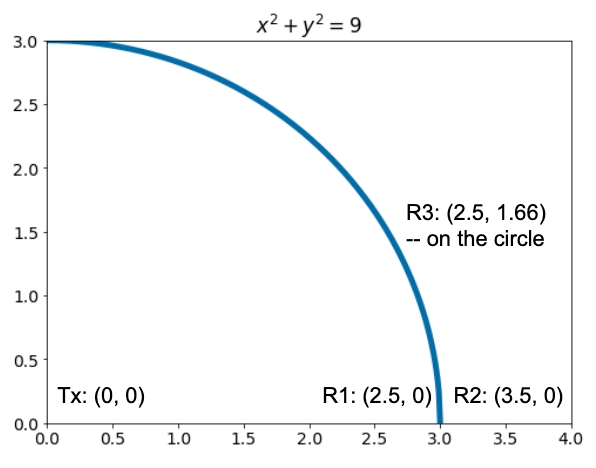 x² + y² = 9
3.0
2.5
2.0
R3: (2.5, 1.66)
-- on the circle
1.5
1.0
0.5
Tx: (0, 0) R1: (2.5, 0) R2: (3.5, 0)
0.0
0.0 0.5 1.0 1.5 2.0 2.5 3.0 3.5 4.0